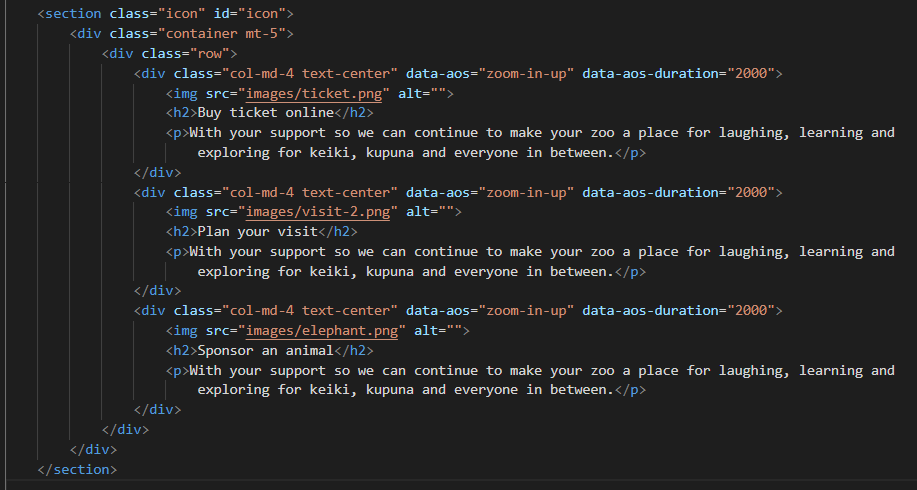 <section class="icon" id="icon">
<div class="container mt-5">
<div class="row">
<div class="col-md-4 text-center" data-aos="zoom-in-up" data-aos-duration="2000">
<img src="images/ticket.png" alt="">
<h2>Buy ticket online</h2>
<p>With your support so we can continue to make your zoo a place for laughing, learning and
exploring for keiki, kupuna and everyone in between.</p>
</div>
<div class="col-md-4 text-center" data-aos="zoom-in-up" data-aos-duration="2000">
<img src="images/visit-2.png" alt="">
<h2>Plan your visit</h2>
<p>With your support so we can continue to make your zoo a place for laughing, learning and
exploring for keiki, kupuna and everyone in between.</p>
</div>
<div class="col-md-4 text-center" data-aos="zoom-in-up" data-aos-duration="2000">
<img src="images/elephant.png" alt="">
<h2>Sponsor an animal</h2>
<p>With your support so we can continue to make your zoo a place for laughing, learning and
exploring for keiki, kupuna and everyone in between.</p>
</div>
</div>
</div>
</section>